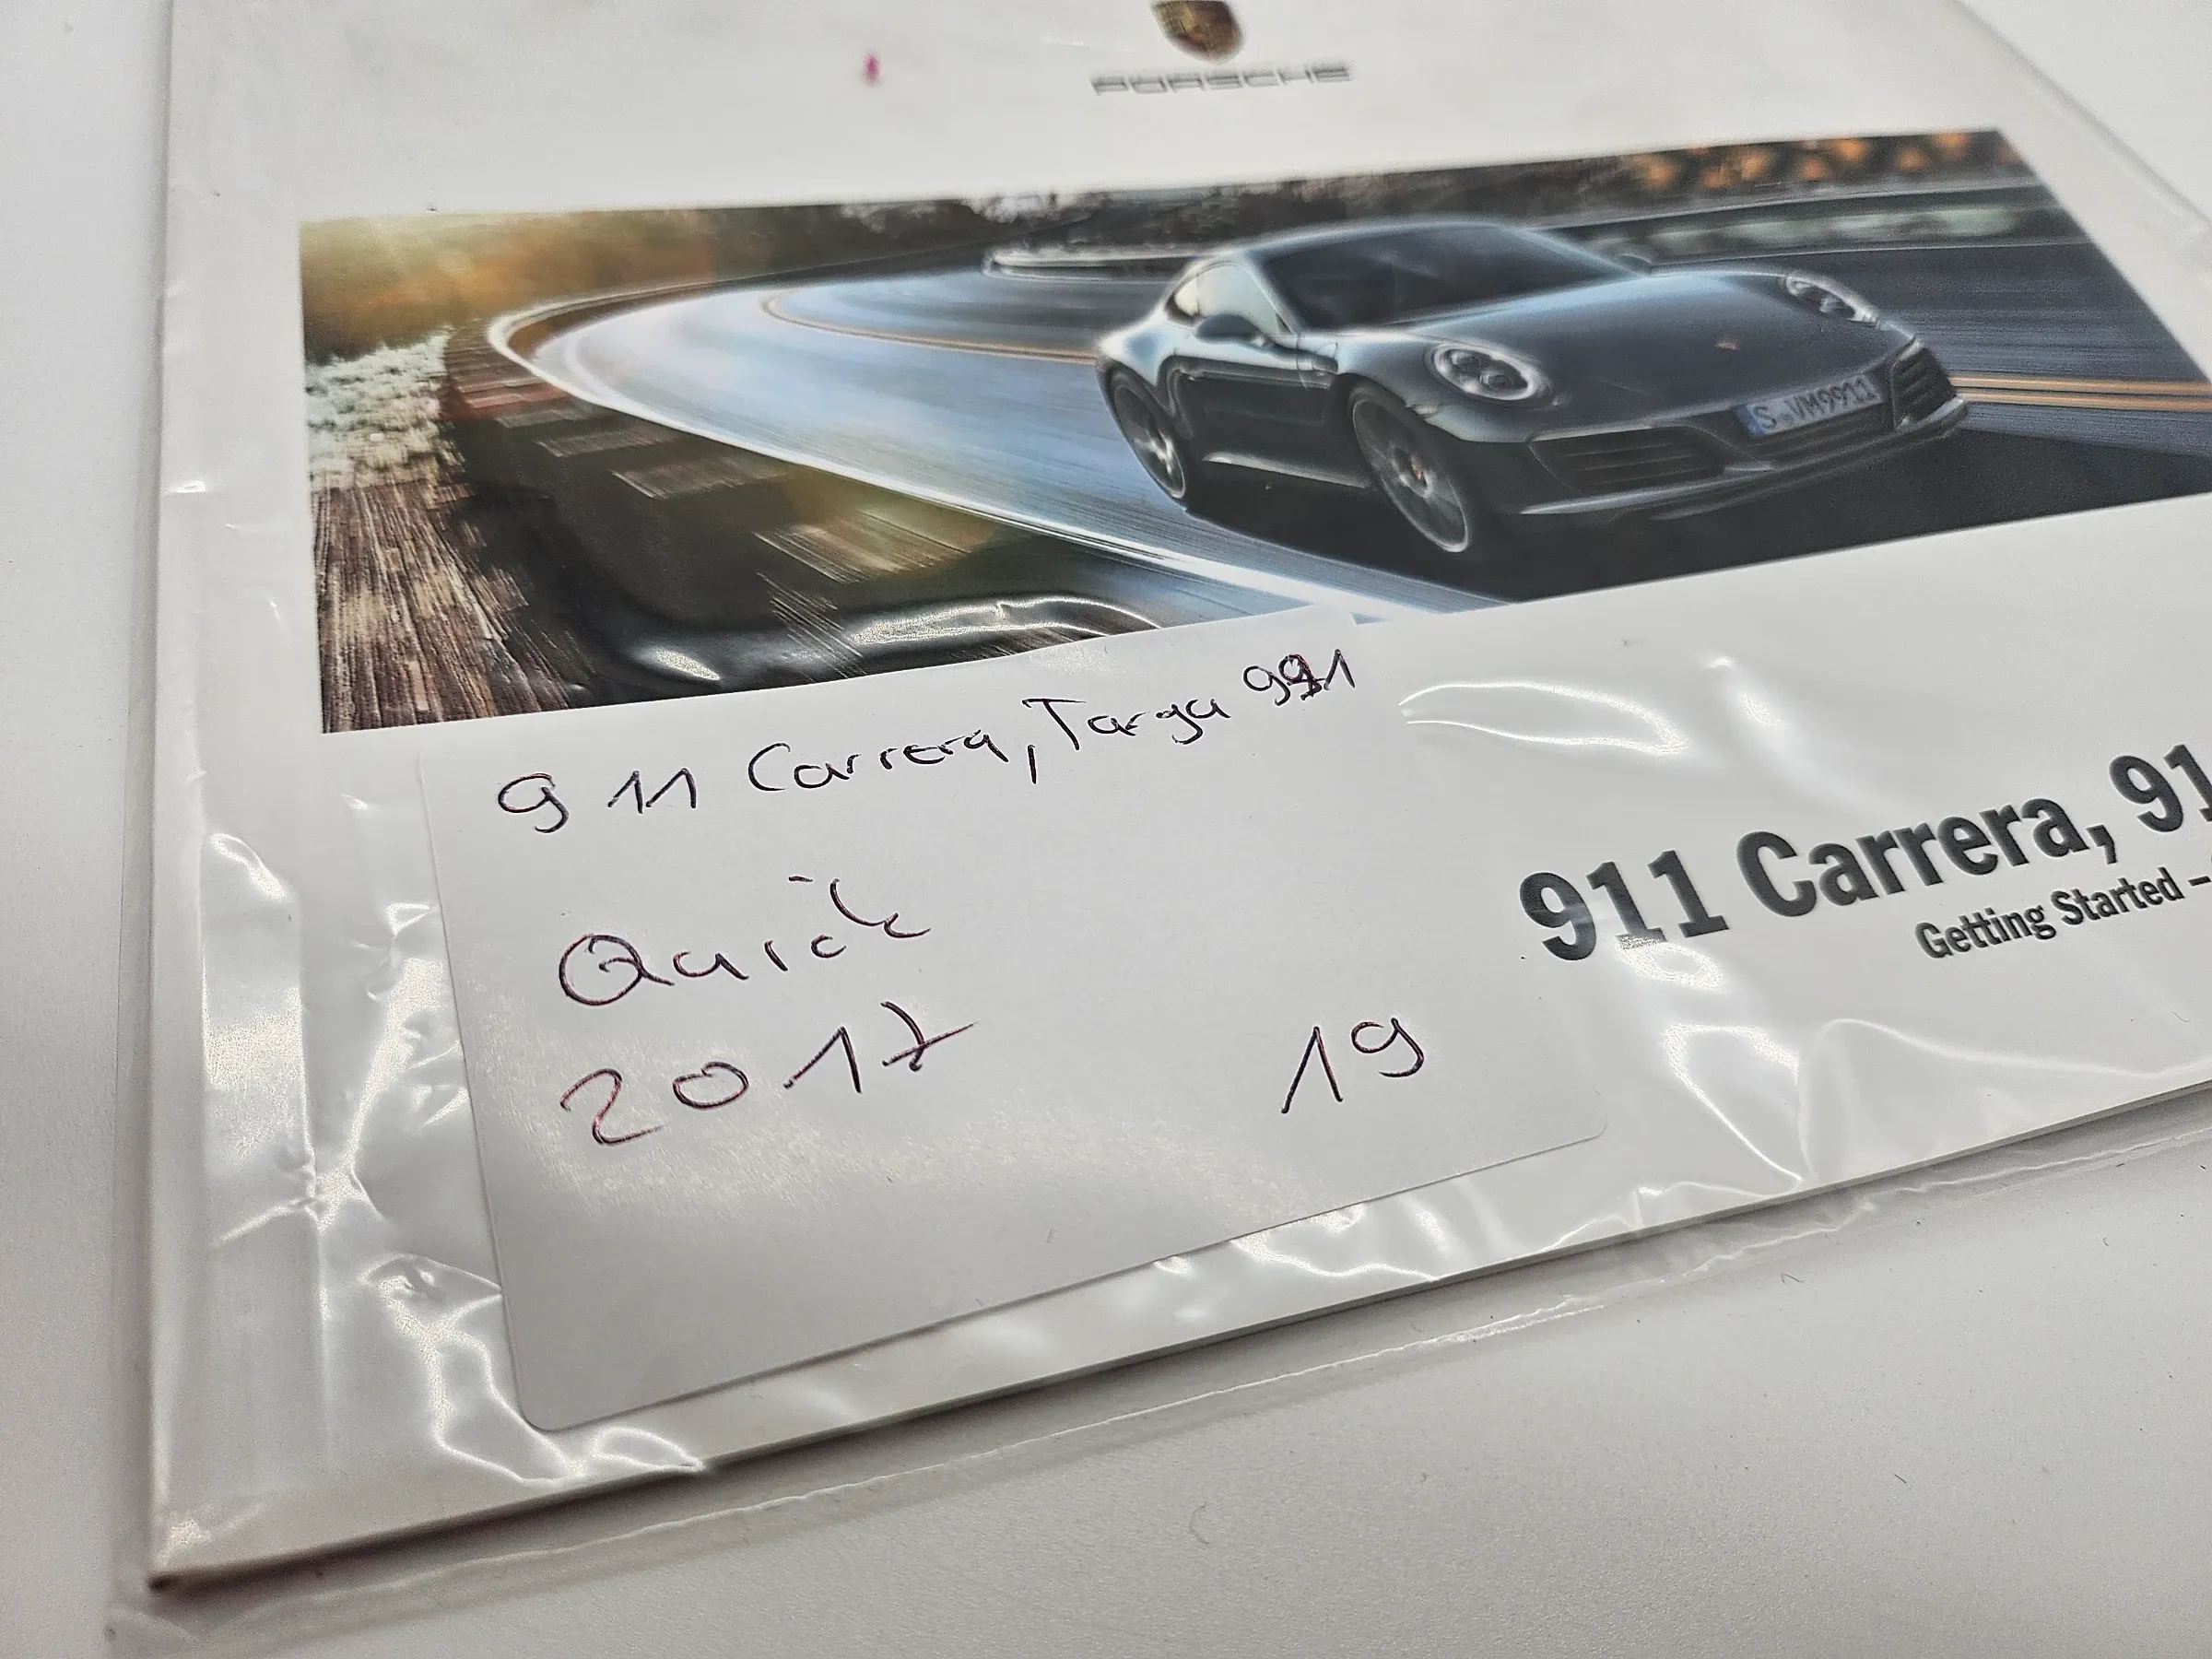 PORSCHE
S VM9911
911 Carrera, Targa 991
Quick
2017 19
911 Carrera, 91
Getting Started –